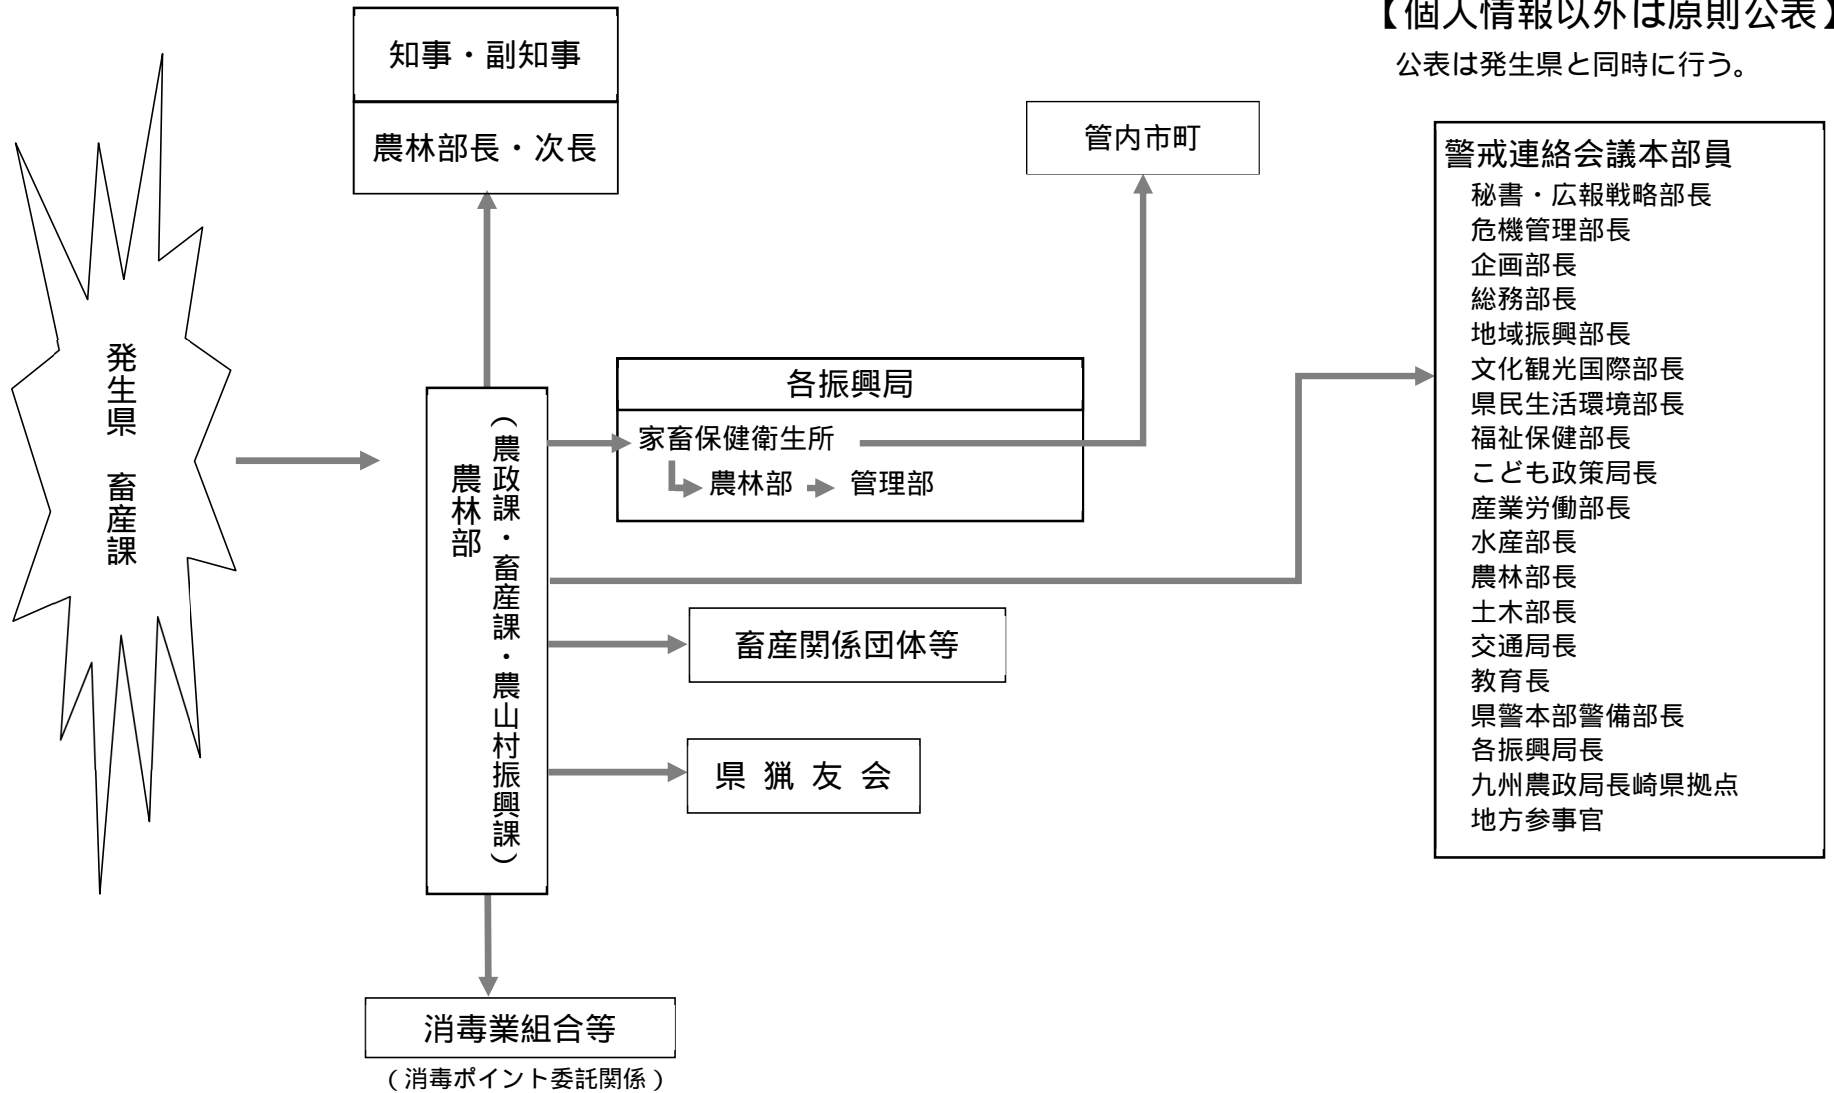 【個人情報以外は原則公表】
公表は発生県と同時に行う。
知事・副知事
農林部長・次長
管内市町
発生県　畜産課
農林部
(農政課・畜産課・農山村振興課)
各振興局
家畜保健衛生所
農林部
管理部
畜産関係団体等
県 猟 友 会
消毒業組合等
(消毒ポイント委託関係)
警戒連絡会議本部員
秘書・広報戦略部長
危機管理部長
企画部長
総務部長
地域振興部長
文化観光国際部長
県民生活環境部長
福祉保健部長
こども政策局長
産業労働部長
水産部長
農林部長
土木部長
交通局長
教育長
県警本部警備部長
各振興局長
九州農政局長崎県拠点
地方参事官